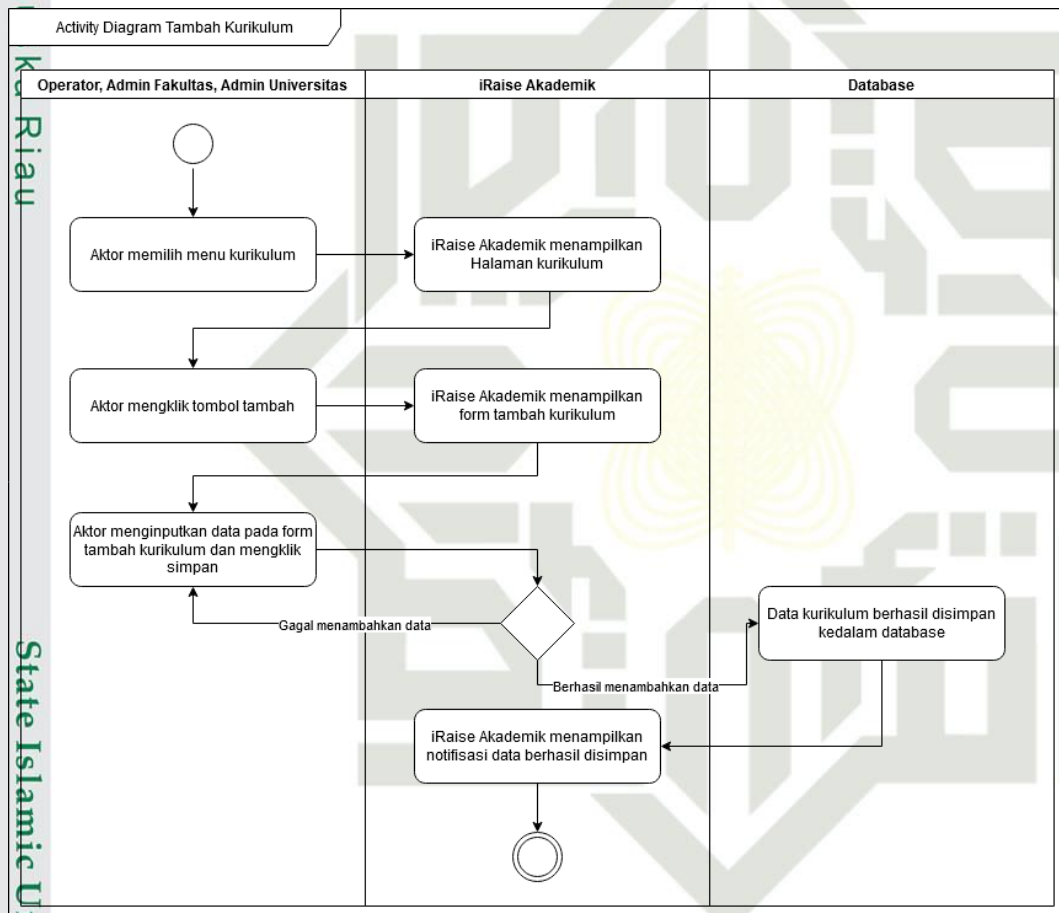 Activity Diagram Tambah Kurikulum
Operator, Admin Fakultas, Admin Universitas
iRaise Akademik
Database
Aktor memilih menu kurikulum
iRaise Akademik menampilkan
Halaman kurikulum
Aktor mengklik tombol tambah
iRaise Akademik menampilkan
form tambah kurikulum
Aktor menginputkan data pada form
tambah kurikulum dan mengklik
simpan
Gagal menambahkan data
Berhasil menambahkan data
Data kurikulum berhasil disimpan
kedalam database
iRaise Akademik menampilkan
notifisasi data berhasil disimpan
Riau
State Islamic